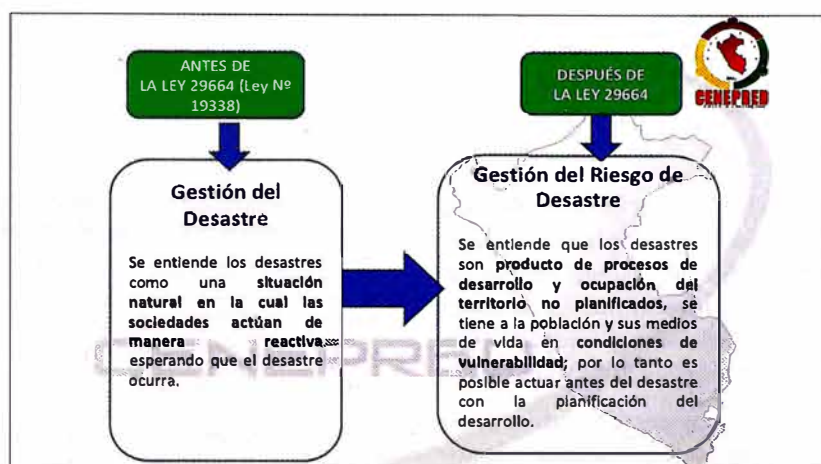 ANTES DE
LA LEY 29664 (Ley Nº
19338)
DESPUÉS DE
LA LEY 29664
CENEPRED
Gestión del
Desastre
Se entiende los desastres
como una situación
natural en la cual las
sociedades actúan de
manera reactiva,
esperando que el desastre
ocurra.
Gestión del Riesgo de
Desastre
Se entiende que los desastres
son producto de procesos de
desarrollo y ocupación del
territorio no planificados, se
tiene a la población y sus medios
de vida en condiciones de
vulnerabilidad; por lo tanto es
posible actuar antes del desastre
con la planificación del
desarrollo.
CENEPRED